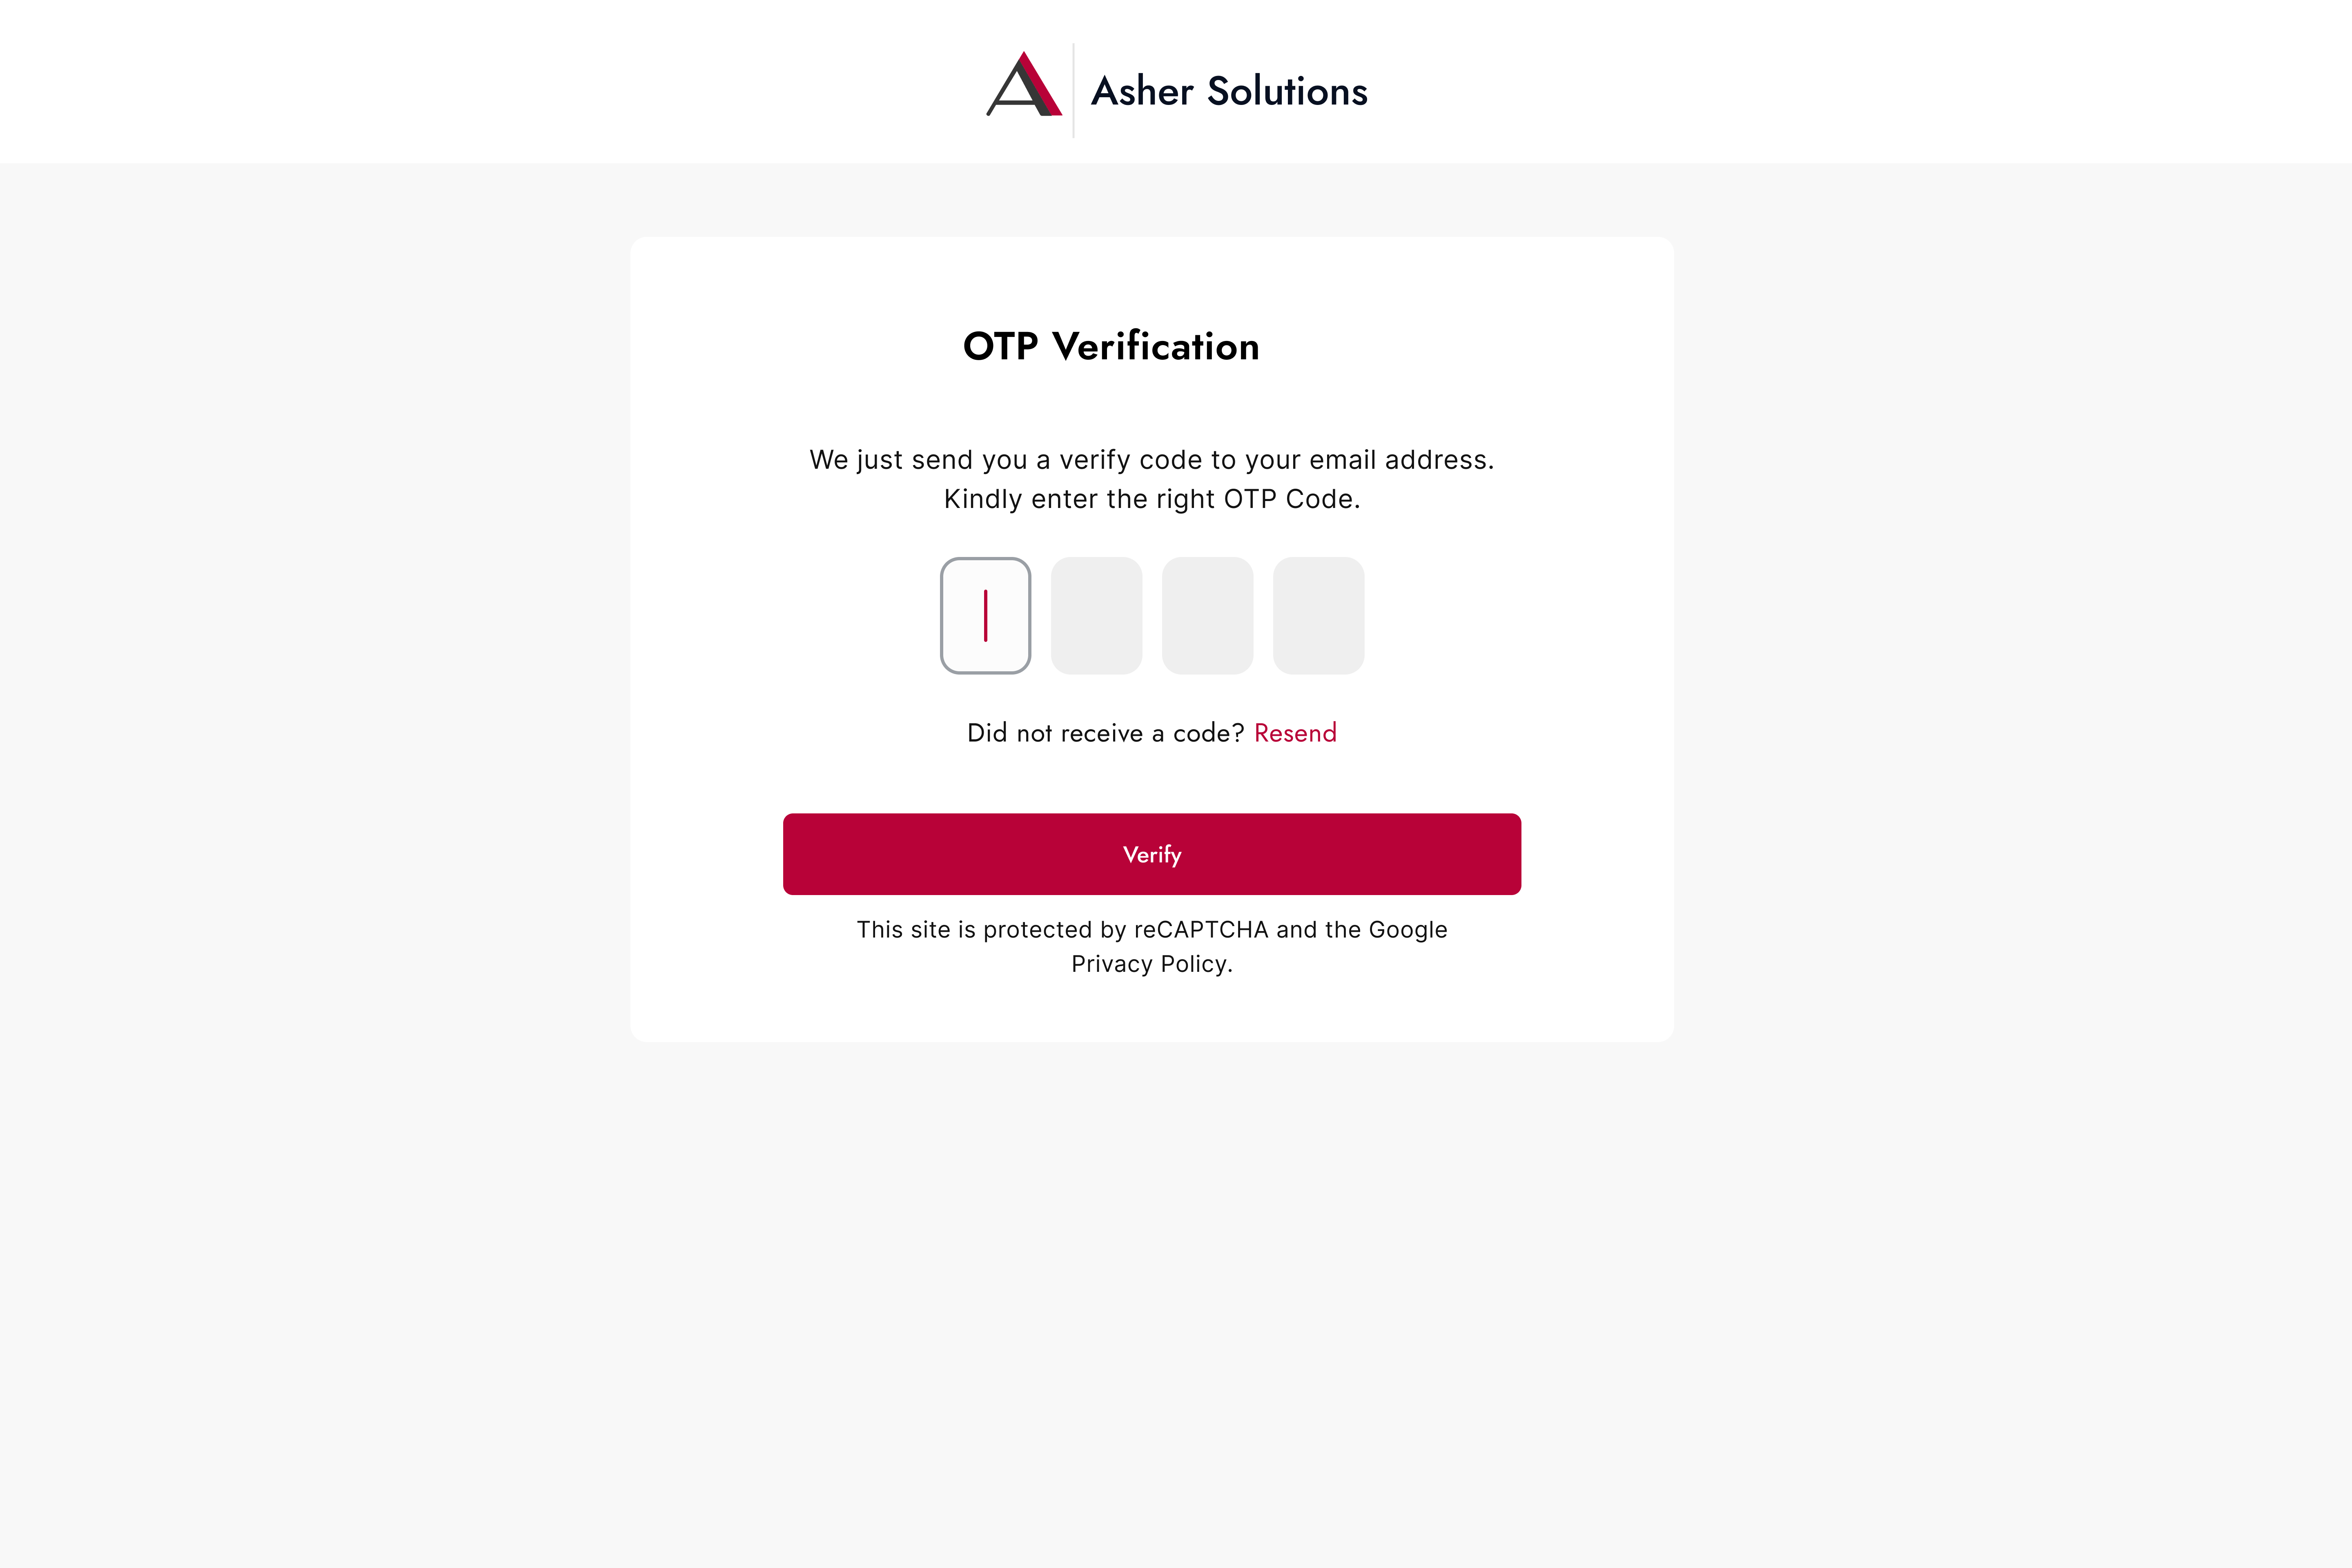 Asher Solutions
OTP Verification
We just send you a verify code to your email address.
Kindly enter the right OTP Code.
Did not receive a code? Resend
Verify
This site is protected by reCAPTCHA and the Google
Privacy Policy.